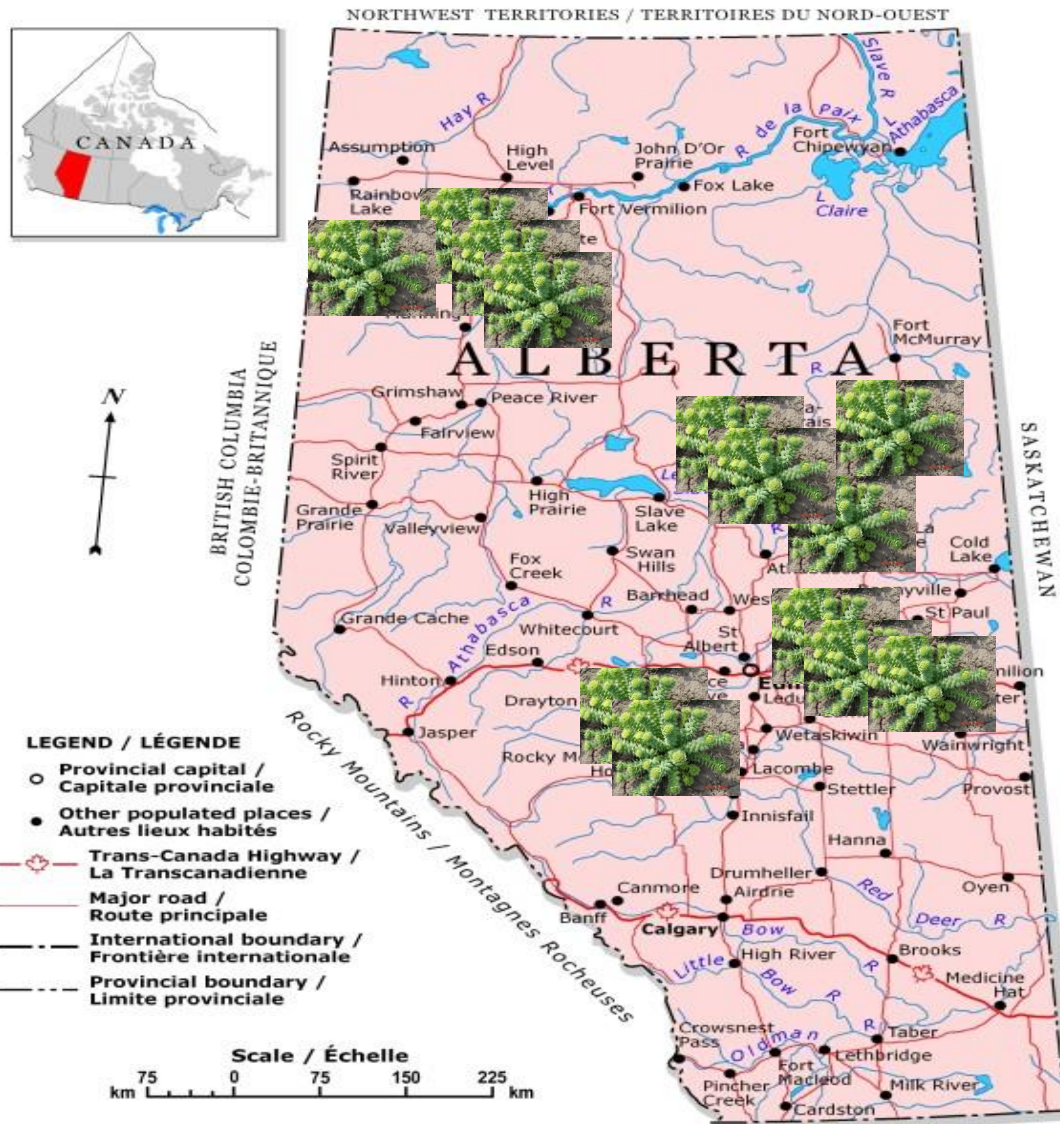 NORTHWEST TERRITORIES / TERRITOIRES DU NORD-OUEST
CANADA
Slave R
L Athabasca
Hay R
R de la Paix
Fort
Chipewyan
Assumption
High
Level
John D'Or
Prairie
Rainbow
Lake
Fox Lake
Fort Vermilion
L
Claire
ALBERTA
Fort
McMurray
R
BRITISH COLUMBIA
COLOMBIE-BRITANNIQUE
SASKATCHEWAN
N
Grimshaw
Peace River
Fairview
Spirit
River
High
Prairie
Slave
Lake
Grande
Prairie
Valleyview
R
Swan
Hills
Cold
Lake
Fox
Creek
Barrhead
St Paul
Grande Cache
R Athabasca R
Whitecourt
St
Albert
Edson
Hinton
Drayton
Jasper
Wetaskiwin
Wainwright
Lacombe
Stettler
Provost
Innisfail
Hanna
Drumheller
Oyen
Canmore
Airdrie
Banff
Calgary
Red Deer R
Bow R
Brooks
High River
Little Bow R
Medicine
Hat
Crowsnest
Pass
Oldman R
Taber
Lethbridge
Fort
Macleod
Pincher
Creek
Milk River
Cardston
Rocky Mountains / Montagnes Rocheuses
LEGEND / LÉGENDE
Provincial capital /
Capitale provinciale
Other populated places /
Autres lieux habités
Trans-Canada Highway /
La Transcanadienne
Major road /
Route principale
International boundary /
Frontière internationale
Provincial boundary /
Limite provinciale
Scale / Échelle
75 0 75 150 225
km km